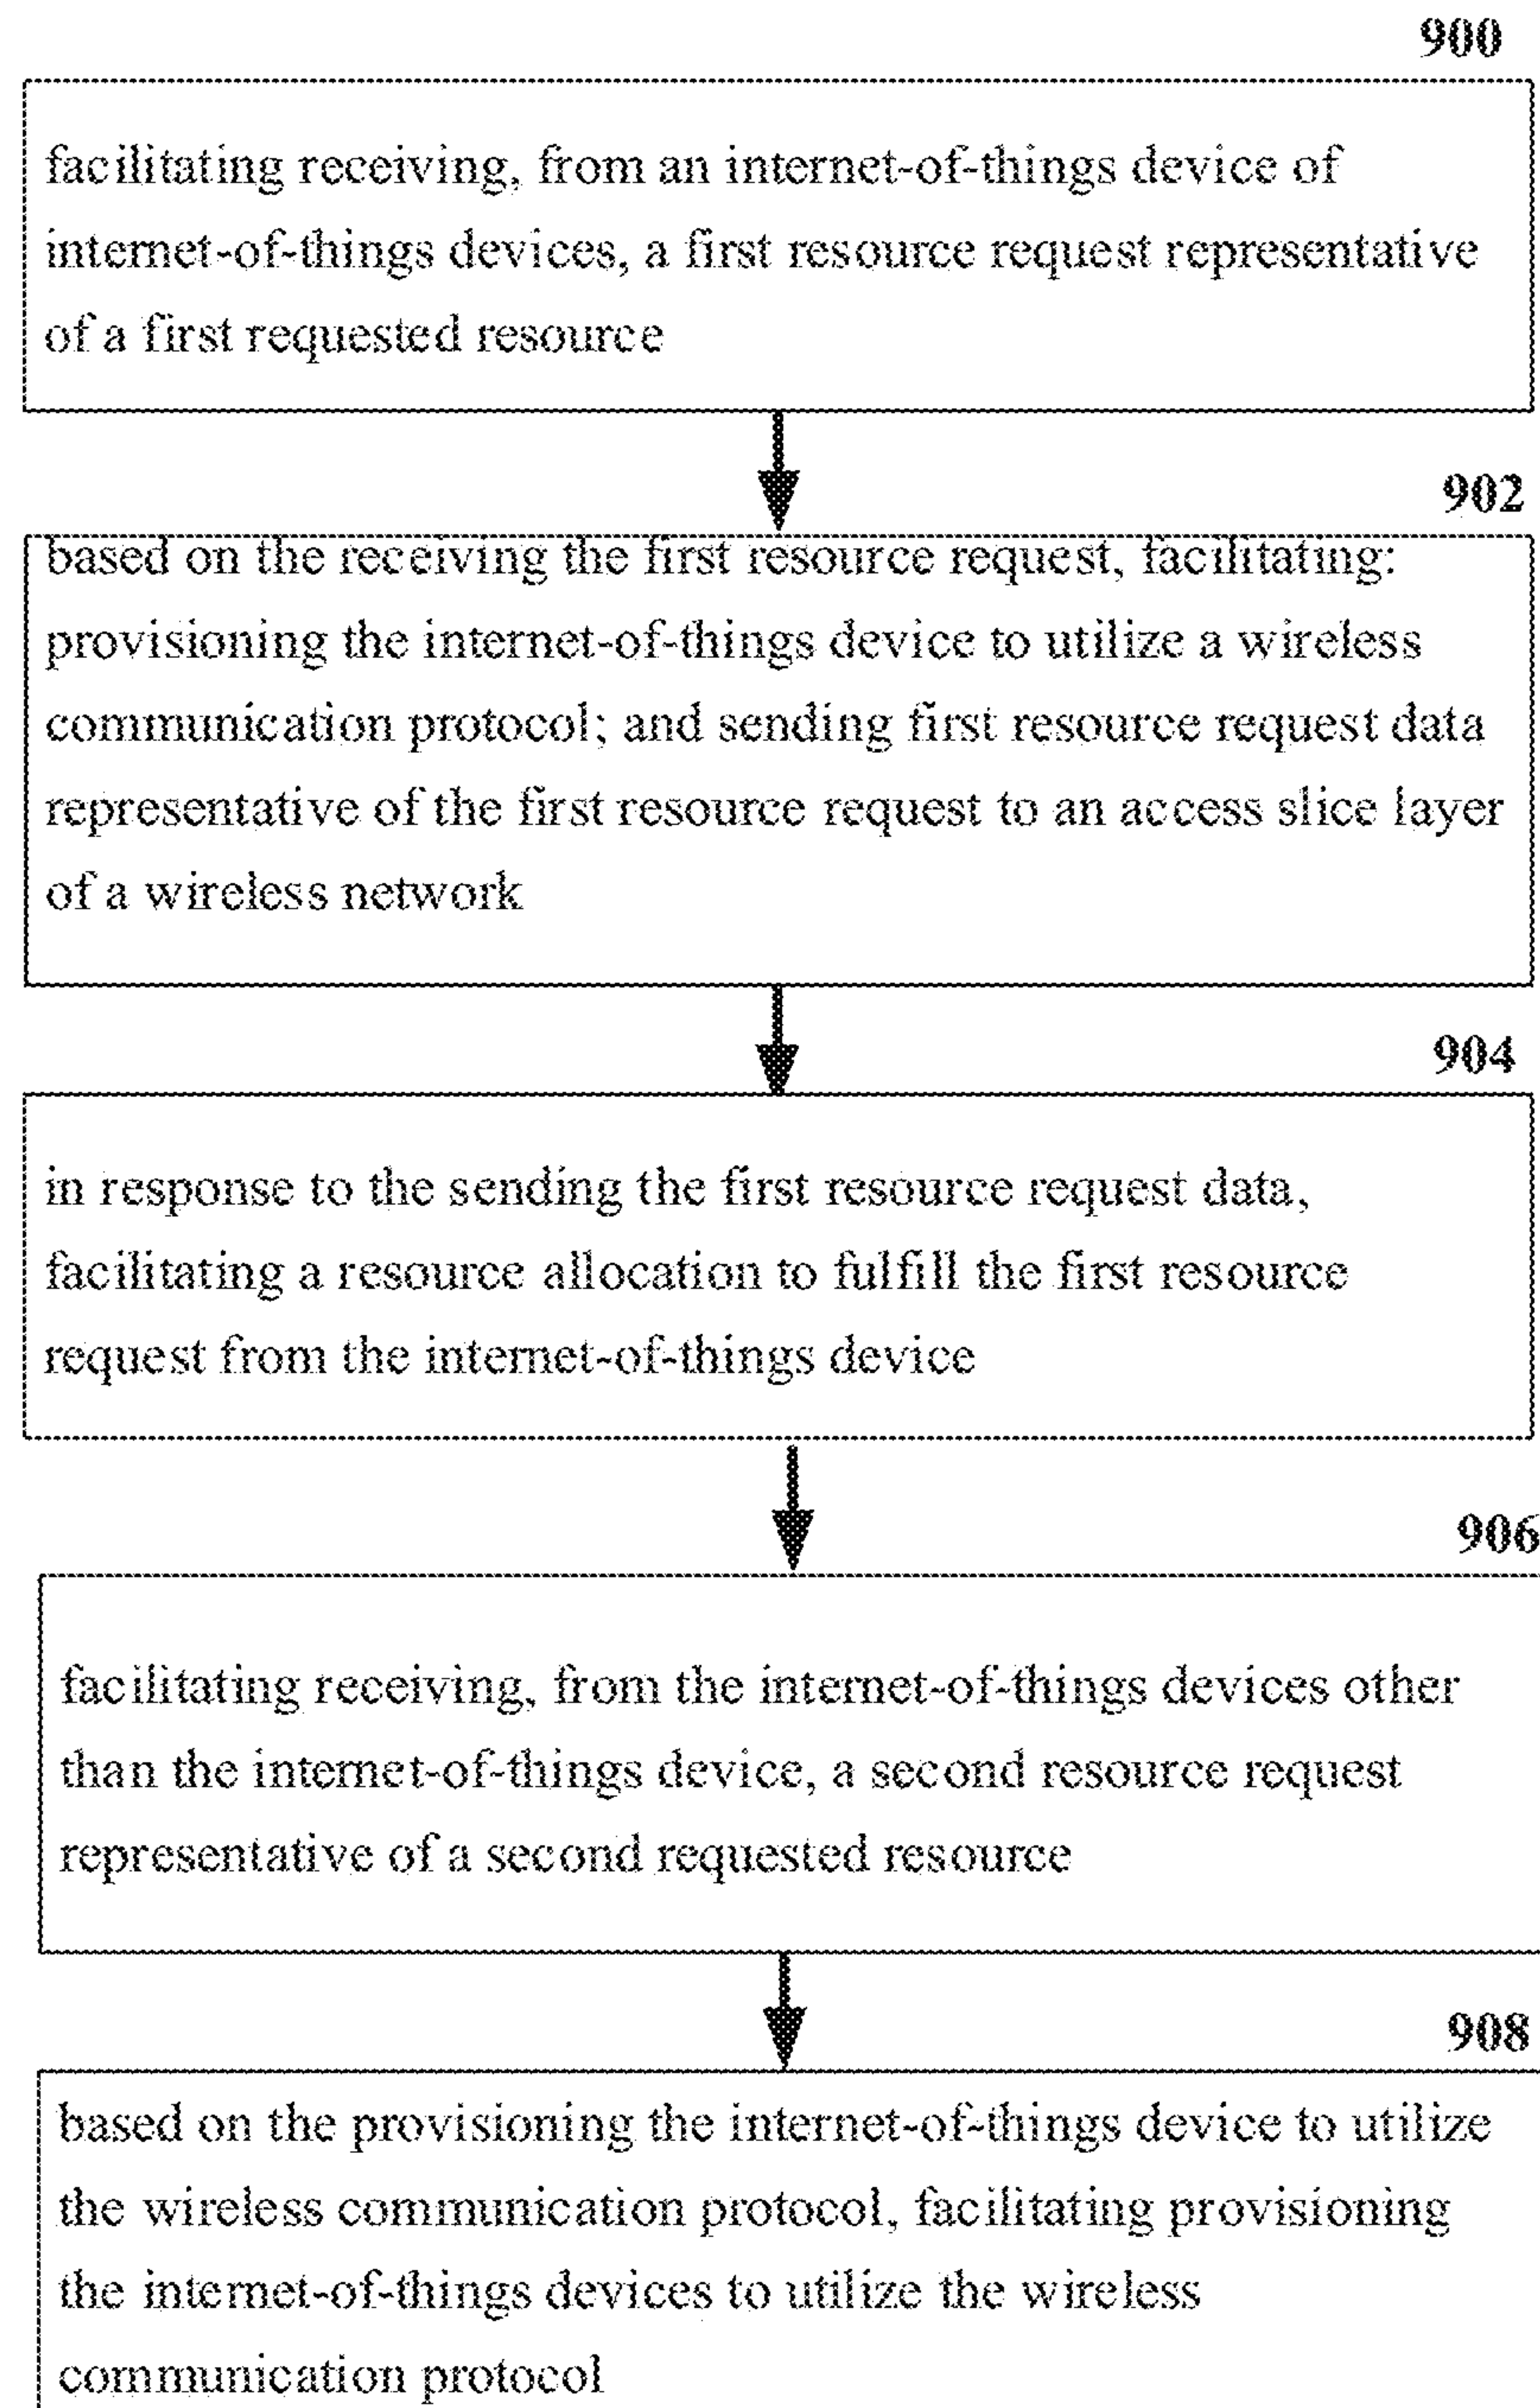 900
facilitating receiving, from an internet-of-things device of
internet-of-things devices, a first resource request representative
of a first requested resource
902
based on the receiving the first resource request, facilitating:
provisioning the internet-of-things device to utilize a wireless
communication protocol; and sending first resource request data
representative of the first resource request to an access slice layer
of a wireless network
904
in response to the sending the first resource request data,
facilitating a resource allocation to fulfill the first resource
request from the internet-of-things device
906
facilitating receiving, from the internet-of-things devices other
than the internet-of-things device, a second resource request
representative of a second requested resource
908
based on the provisioning the internet-of-things device to utilize
the wireless communication protocol, facilitating provisioning
the internet-of-things devices to utilize the wireless
communication protocol